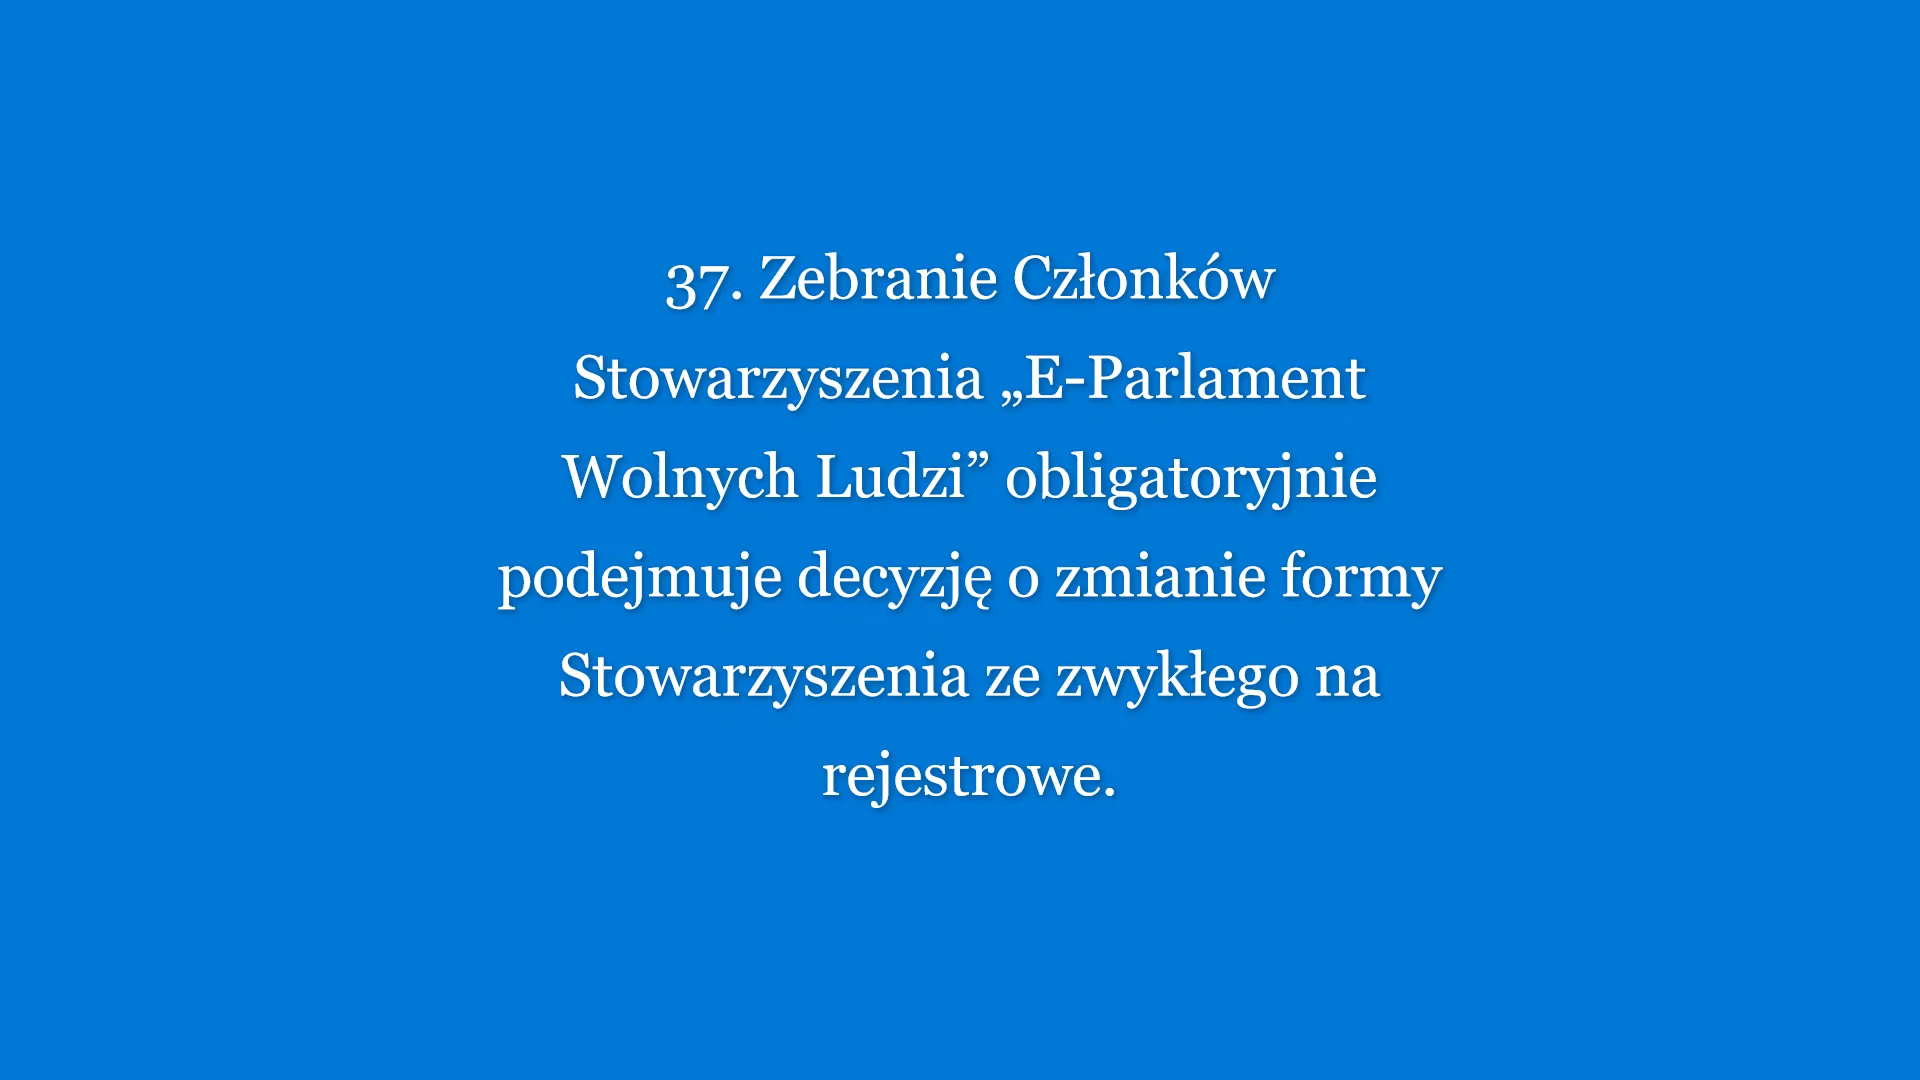 37. Zebranie Członków
Stowarzyszenia „E-Parlament
Wolnych Ludzi” obligatoryjnie
podejmuje decyzję o zmianie formy
Stowarzyszenia ze zwykłego na
rejestrowe.